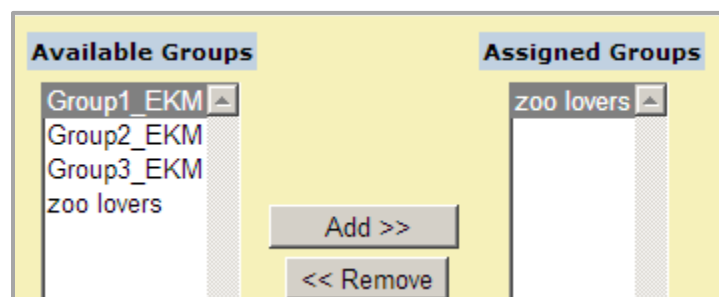 Available Groups
Group1_EKM
Group2_EKM
Group3_EKM
zoo lovers
Add >>
<< Remove
Assigned Groups
zoo lovers